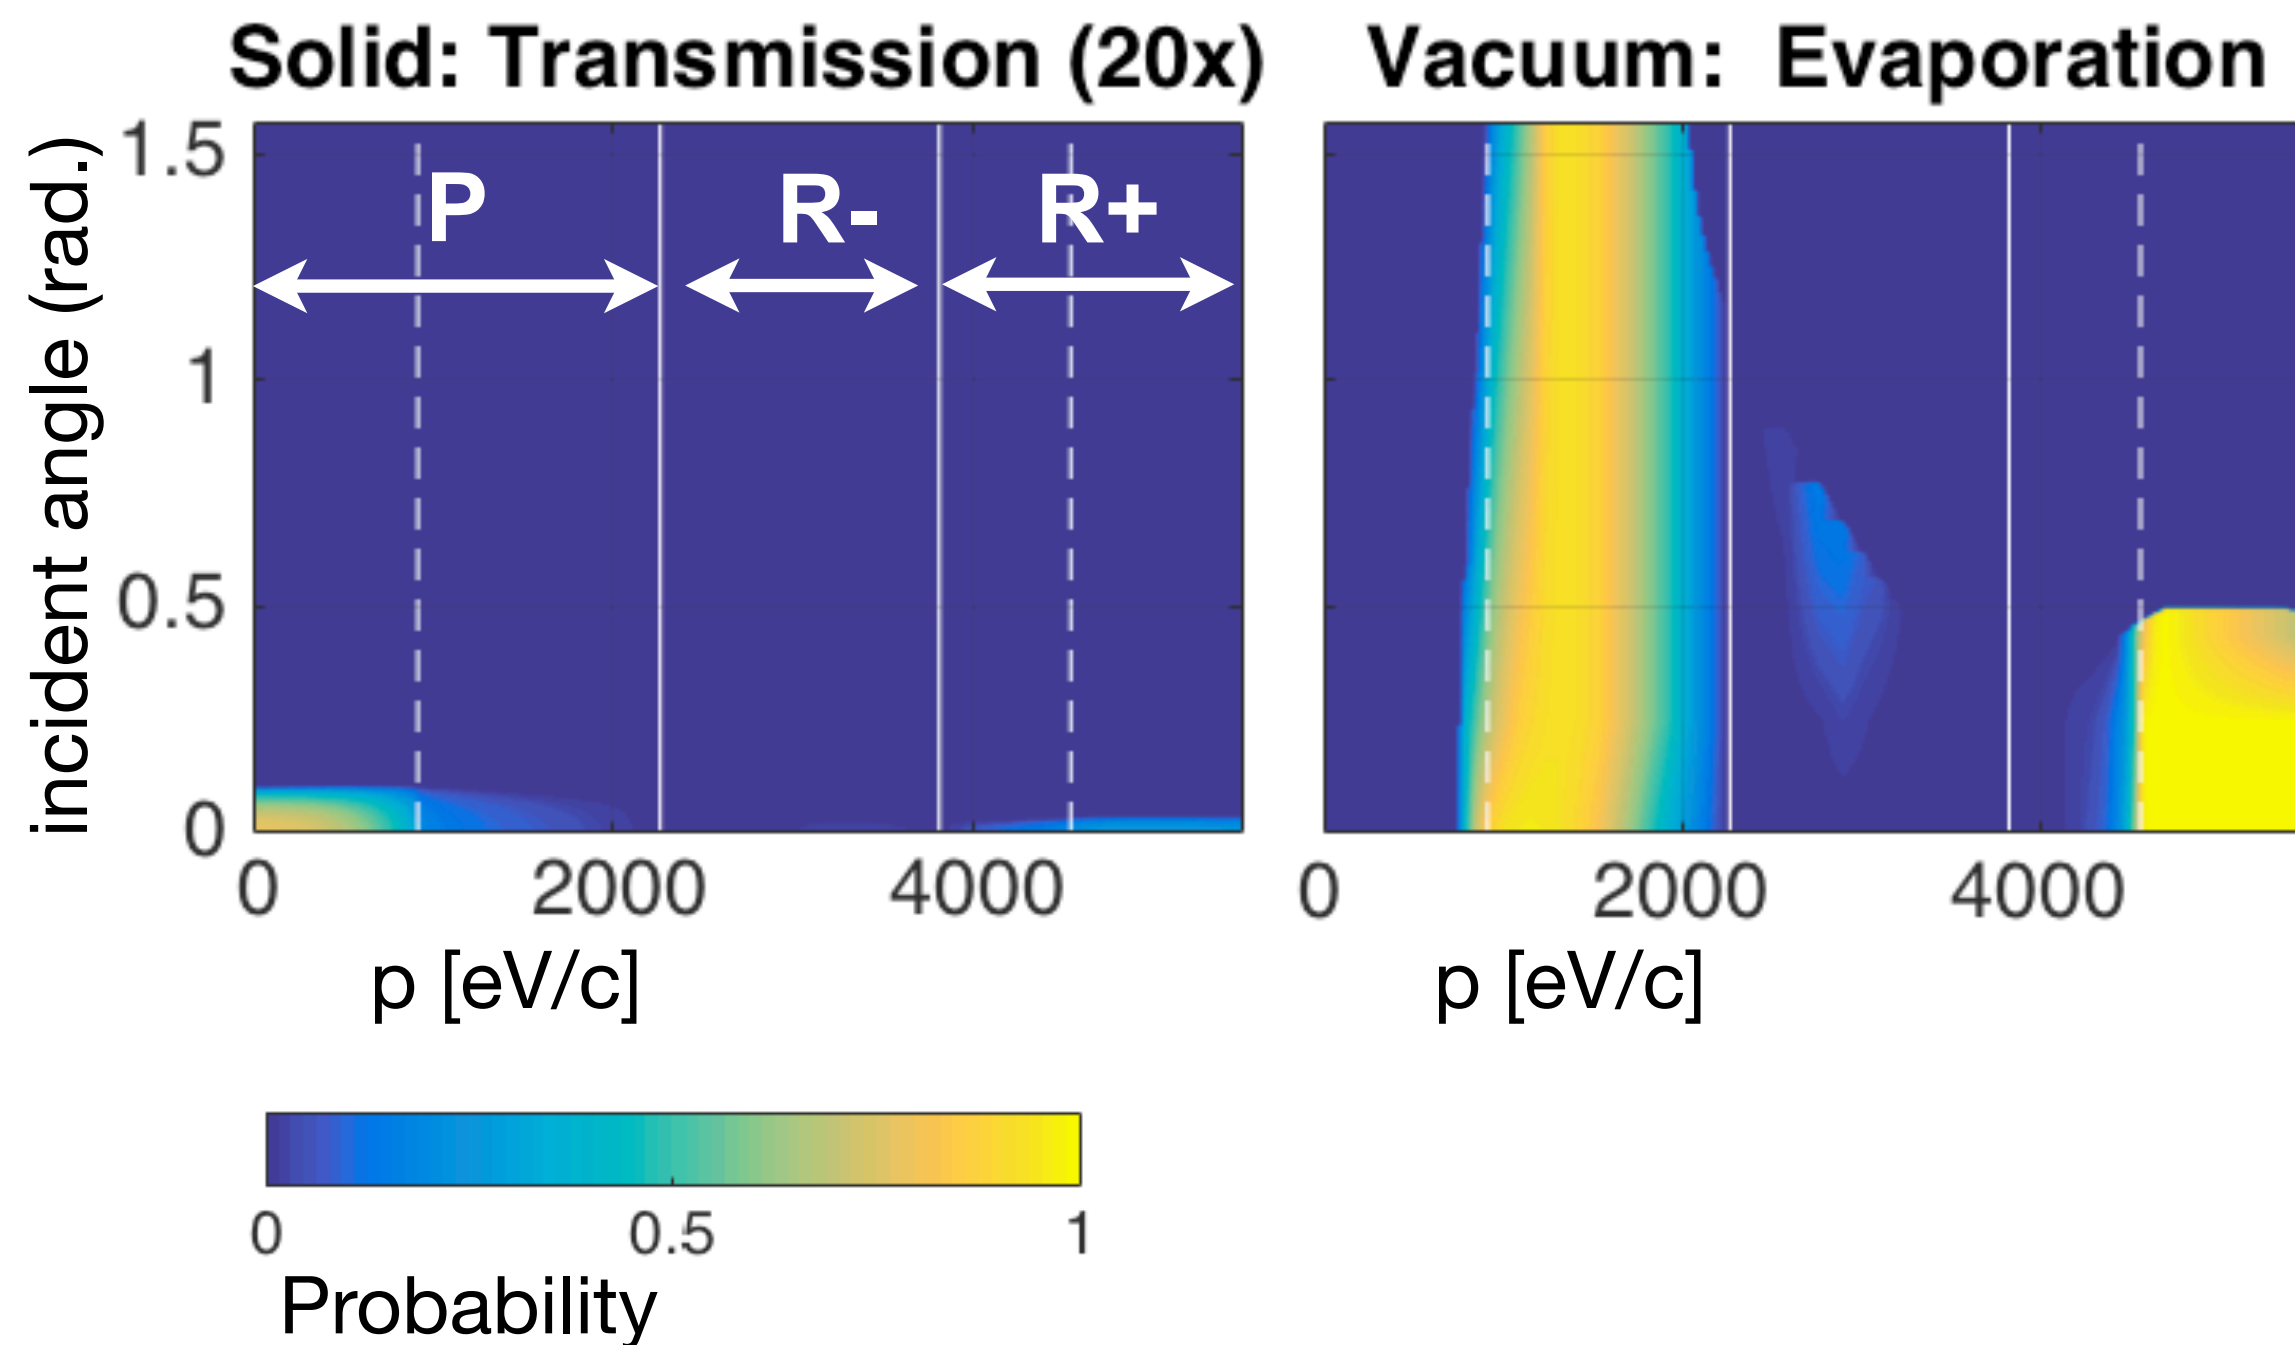 Solid: Transmission (20x)
Vacuum: Evaporation
incident angle (rad.)
1.5
1
0.5
0
P
R-
R+
0 2000 4000
0 2000 4000
p [eV/c]
p [eV/c]
0 0.5 1
Probability